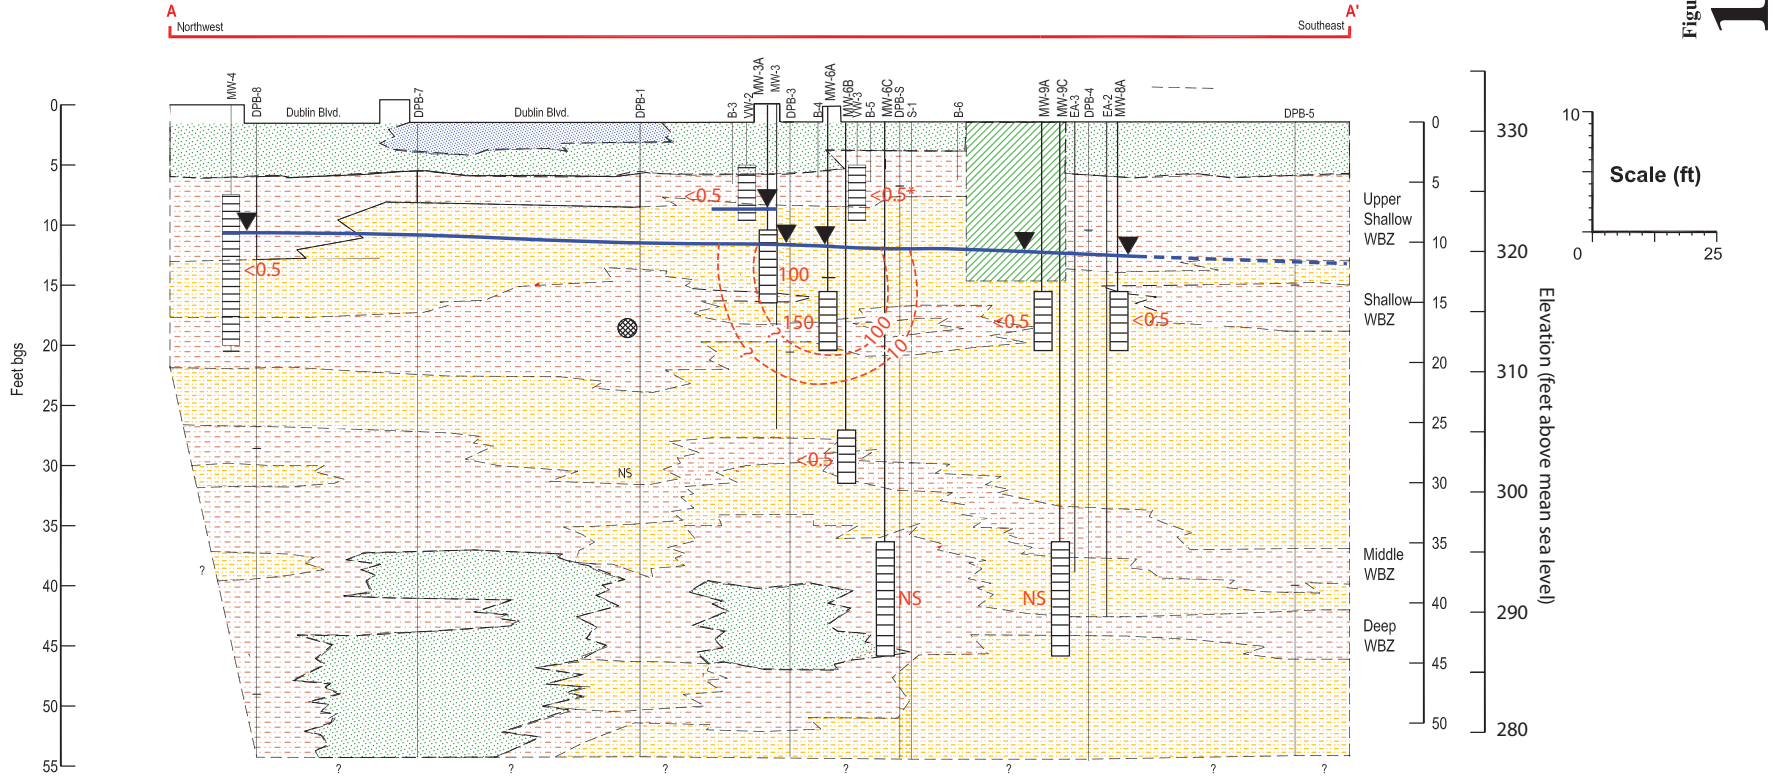 A
A'
Northwest
Southeast
Figu
1
MW-4
DPB-8
Dublin Blvd.
DPB-7
Dublin Blvd.
DPB-1
B-3
VW-2
MW-3A
MW-3
DPB-3
B-4
MW-6A
MW-6B
VW-3
B-5
MW-6C
DPB-S
S-1
B-6
MW-9A
MW-9C
EA-3
DPB-4
EA-2
MW-8A
DPB-5
0
5
10
15
20
25
30
35
40
45
50
55
Feet bgs
<0.5
<0.5
<0.5*
100
150
100
10
<0.5
<0.5
<0.5
NS
NS
NS
?
?
?
?
?
?
?
?
Upper
Shallow
WBZ
Shallow
WBZ
Middle
WBZ
Deep
WBZ
0
5
10
15
20
25
30
35
40
45
50
330
320
310
300
290
280
Elevation (feet above mean sea level)
10
Scale (ft)
0
25